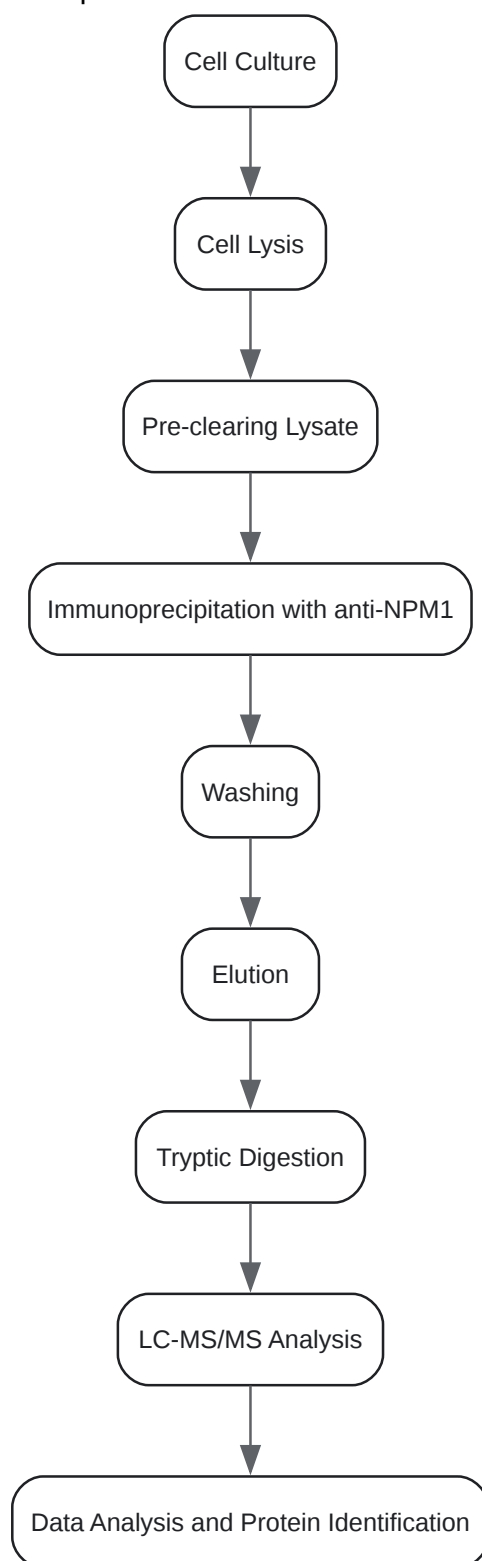 Cell Culture
Cell Lysis
Pre-clearing Lysate
Immunoprecipitation with anti-NPM1
Washing
Elution
Tryptic Digestion
LC-MS/MS Analysis
Data Analysis and Protein Identification